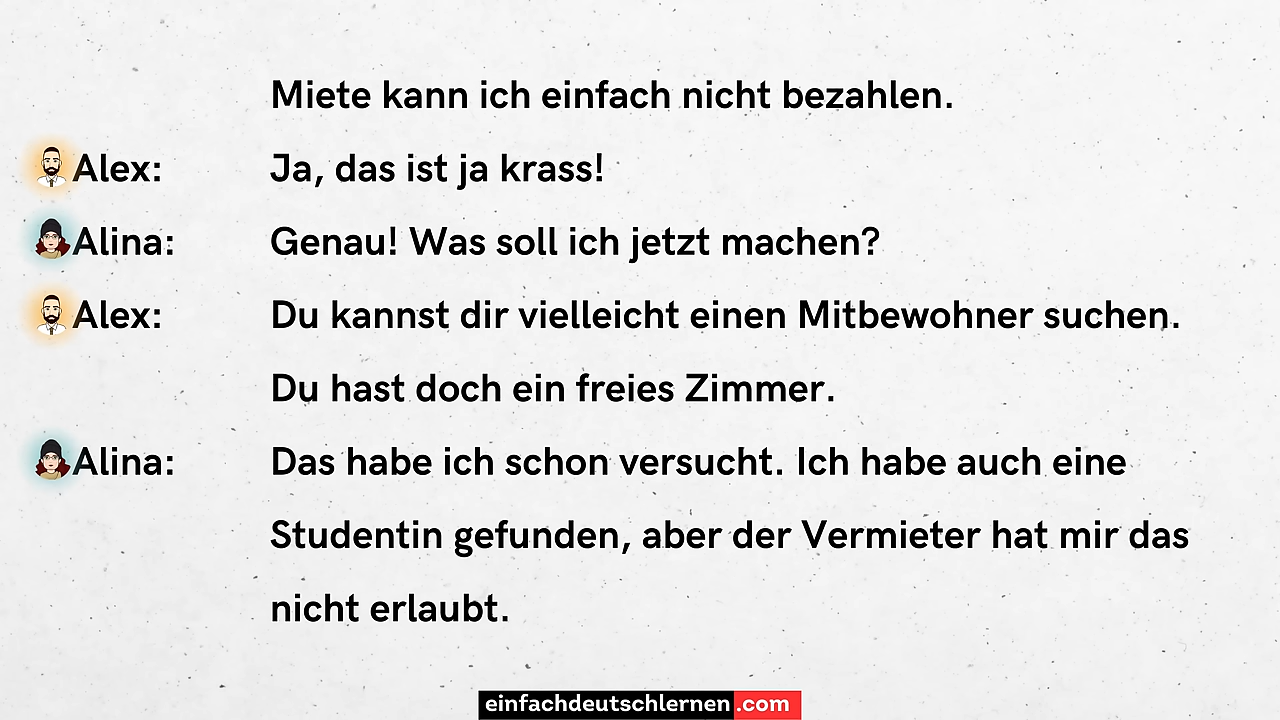 Miete kann ich einfach nicht bezahlen.
Alex: Ja, das ist ja krass!
Alina: Genau! Was soll ich jetzt machen?
Alex: Du kannst dir vielleicht einen Mitbewohner suchen.
Du hast doch ein freies Zimmer.
Alina: Das habe ich schon versucht. Ich habe auch eine
Studentin gefunden, aber der Vermieter hat mir das
nicht erlaubt.
einfachdeutschlernen.com